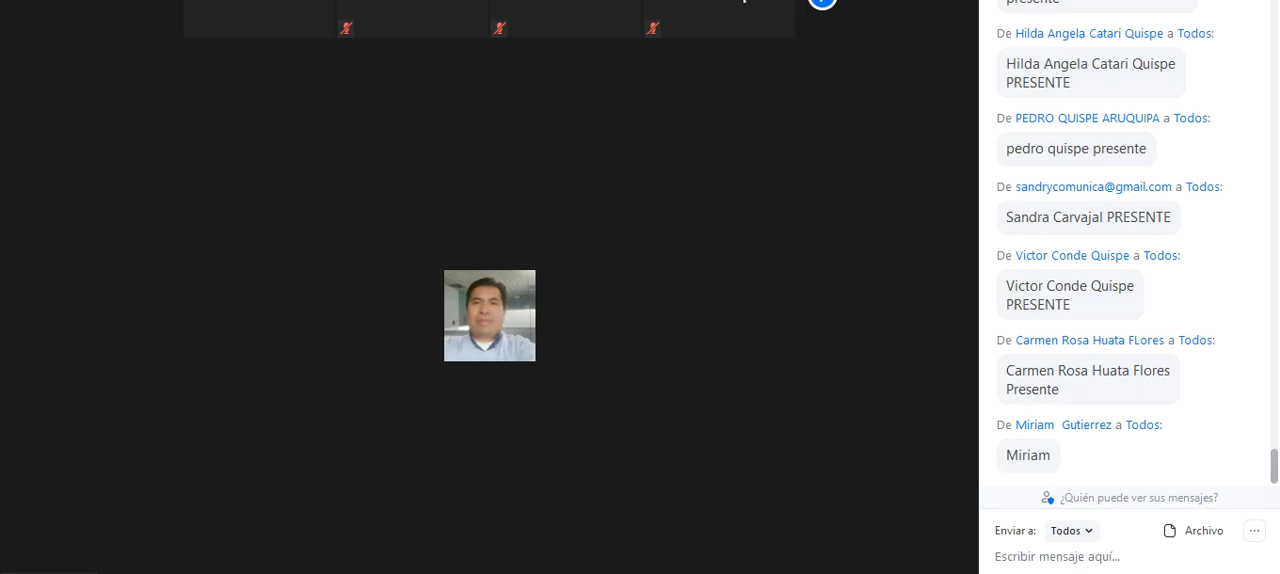 presente
De Hilda Angela Catari Quispe a Todos:
Hilda Angela Catari Quispe
PRESENTE
De PEDRO QUISPE ARUQUIPA a Todos:
pedro quispe presente
De sandrycomunica@gmail.com a Todos:
Sandra Carvajal PRESENTE
De Victor Conde Quispe a Todos:
Victor Conde Quispe
PRESENTE
De Carmen Rosa Huata FLores a Todos:
Carmen Rosa Huata Flores
Presente
De Miriam  Gutierrez a Todos:
Miriam
¿Quién puede ver sus mensajes?
Enviar a: Todos Archivo
Escribir mensaje aquí...